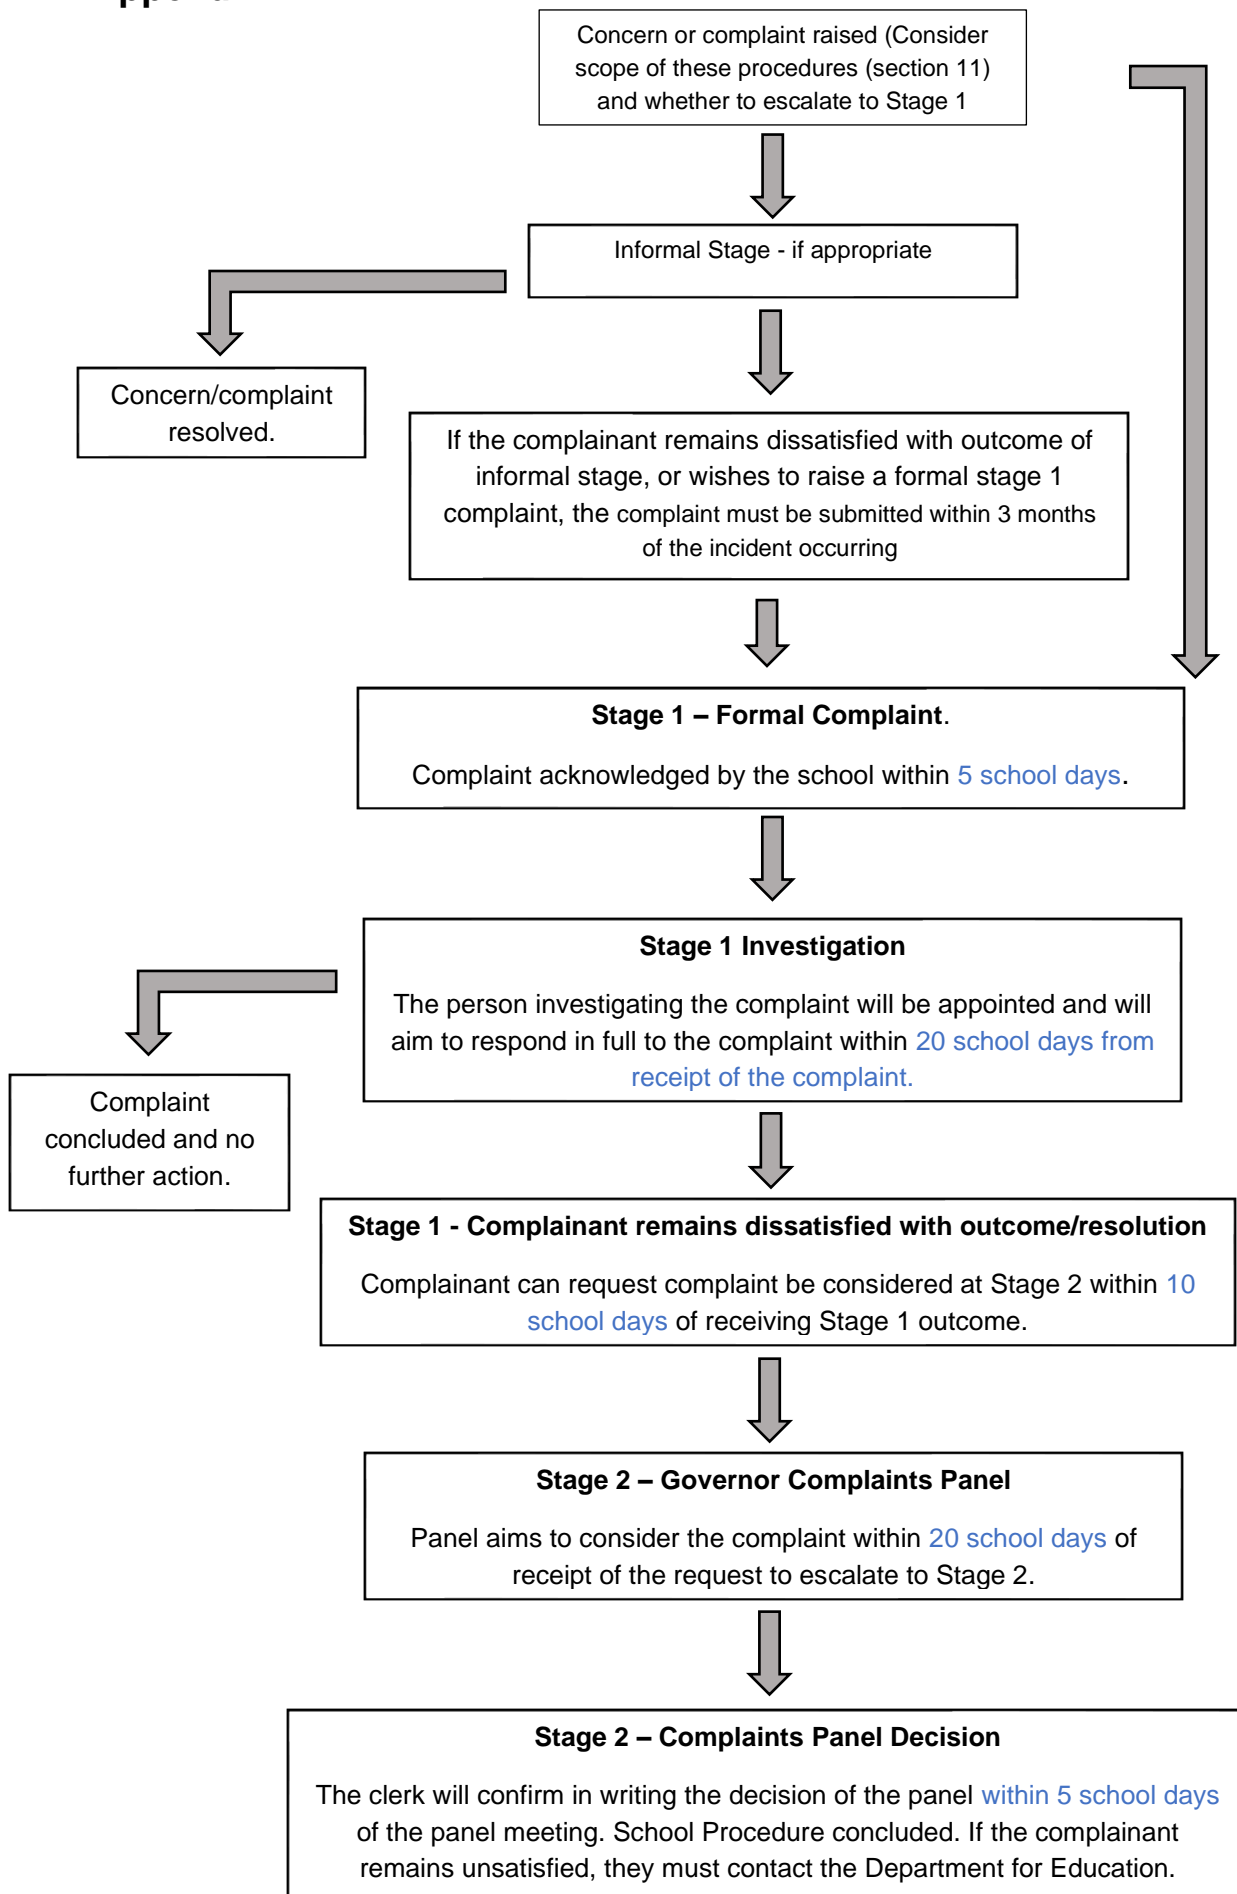 Concern or complaint raised (Consider
scope of these procedures (section 11)
and whether to escalate to Stage 1
Informal Stage - if appropriate
Concern/complaint
resolved.
If the complainant remains dissatisfied with outcome of
informal stage, or wishes to raise a formal stage 1
complaint, the complaint must be submitted within 3 months
of the incident occurring
Stage 1 – Formal Complaint.
Complaint acknowledged by the school within 5 school days.
Stage 1 Investigation
The person investigating the complaint will be appointed and will
aim to respond in full to the complaint within 20 school days from
receipt of the complaint.
Complaint
concluded and no
further action.
Stage 1 - Complainant remains dissatisfied with outcome/resolution
Complainant can request complaint be considered at Stage 2 within 10
school days of receiving Stage 1 outcome.
Stage 2 – Governor Complaints Panel
Panel aims to consider the complaint within 20 school days of
receipt of the request to escalate to Stage 2.
Stage 2 – Complaints Panel Decision
The clerk will confirm in writing the decision of the panel within 5 school days
of the panel meeting. School Procedure concluded. If the complainant
remains unsatisfied, they must contact the Department for Education.